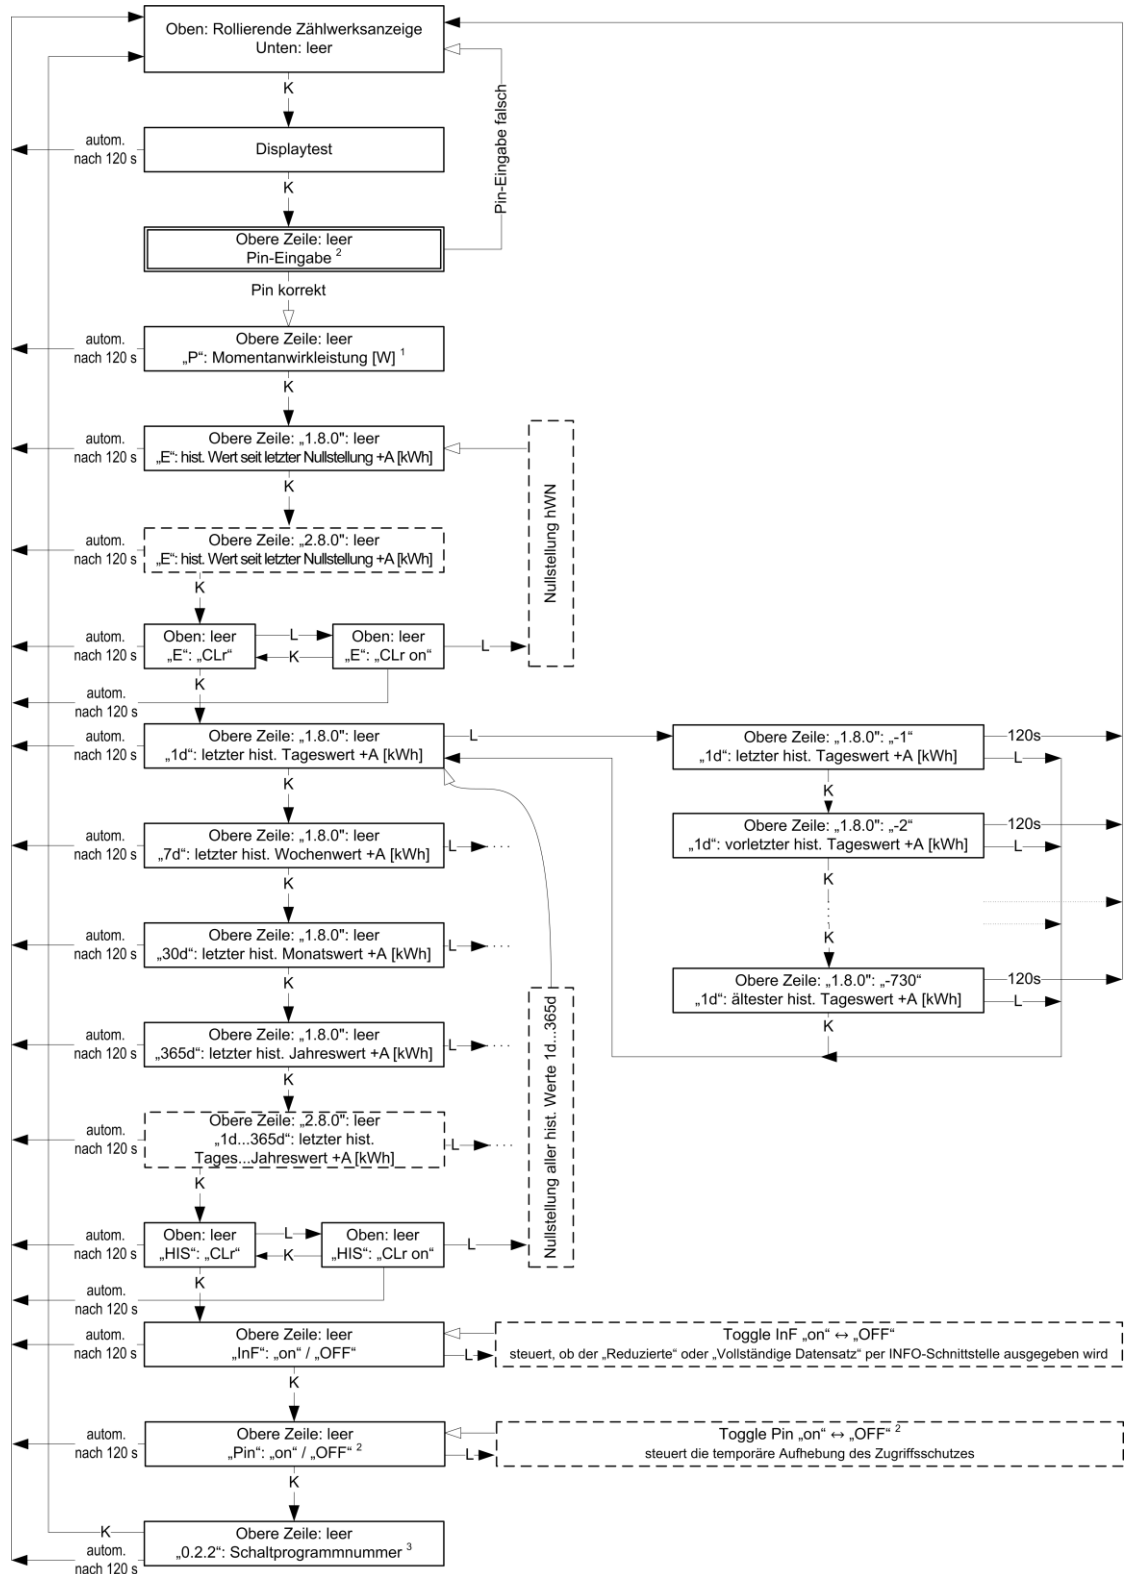 Oben: Rollierende Zählwerksanzeige
Unten: leer
K
Pin-Eingabe falsch
autom.
nach 120 s
Displaytest
K
Obere Zeile: leer
Pin-Eingabe ²
Pin korrekt
autom.
nach 120 s
Obere Zeile: leer
„P“: Momentanwirkleistung [W] ¹
K
autom.
nach 120 s
Obere Zeile: „1.8.0": leer
„E“: hist. Wert seit letzter Nullstellung +A [kWh]
K
Nullstellung hWN
autom.
nach 120 s
Obere Zeile: „2.8.0": leer
„E“: hist. Wert seit letzter Nullstellung +A [kWh]
K
autom.
nach 120 s
Oben: leer
„E“: „CLr“
L
K
Oben: leer
„E“: „CLr on“
L
K
autom.
nach 120 s
autom.
nach 120 s
Obere Zeile: „1.8.0": leer
„1d“: letzter hist. Tageswert +A [kWh]
L
K
Obere Zeile: „1.8.0": „-1“
„1d“: letzter hist. Tageswert +A [kWh]
120s
L
K
autom.
nach 120 s
Obere Zeile: „1.8.0": leer
„7d“: letzter hist. Wochenwert +A [kWh]
L
K
Obere Zeile: „1.8.0": „-2“
„1d“: vorletzter hist. Tageswert +A [kWh]
120s
L
K
K
autom.
nach 120 s
Obere Zeile: „1.8.0": leer
„30d“: letzter hist. Monatswert +A [kWh]
L
K
Obere Zeile: „1.8.0": „-730“
„1d“: ältester hist. Tageswert +A [kWh]
120s
L
K
autom.
nach 120 s
Obere Zeile: „1.8.0": leer
„365d“: letzter hist. Jahreswert +A [kWh]
L
K
Nullstellung aller hist. Werte 1d...365d
autom.
nach 120 s
Obere Zeile: „2.8.0": leer
„1d...365d“: letzter hist.
Tages...Jahreswert +A [kWh]
L
K
autom.
nach 120 s
Oben: leer
„HIS“: „CLr“
L
K
Oben: leer
„HIS“: „CLr on“
L
K
autom.
nach 120 s
autom.
nach 120 s
Obere Zeile: leer
„InF“: „on“ / „OFF“
L
K
Toggle InF „on“ ↔ „OFF“
steuert, ob der „Reduzierte“ oder „Vollständige Datensatz“ per INFO-Schnittstelle ausgegeben wird
autom.
nach 120 s
Obere Zeile: leer
„Pin“: „on“ / „OFF“ ²
L
K
Toggle Pin „on“ ↔ „OFF“ ²
steuert die temporäre Aufhebung des Zugriffsschutzes
K
autom.
nach 120 s
Obere Zeile: leer
„0.2.2“: Schaltprogrammnummer ³